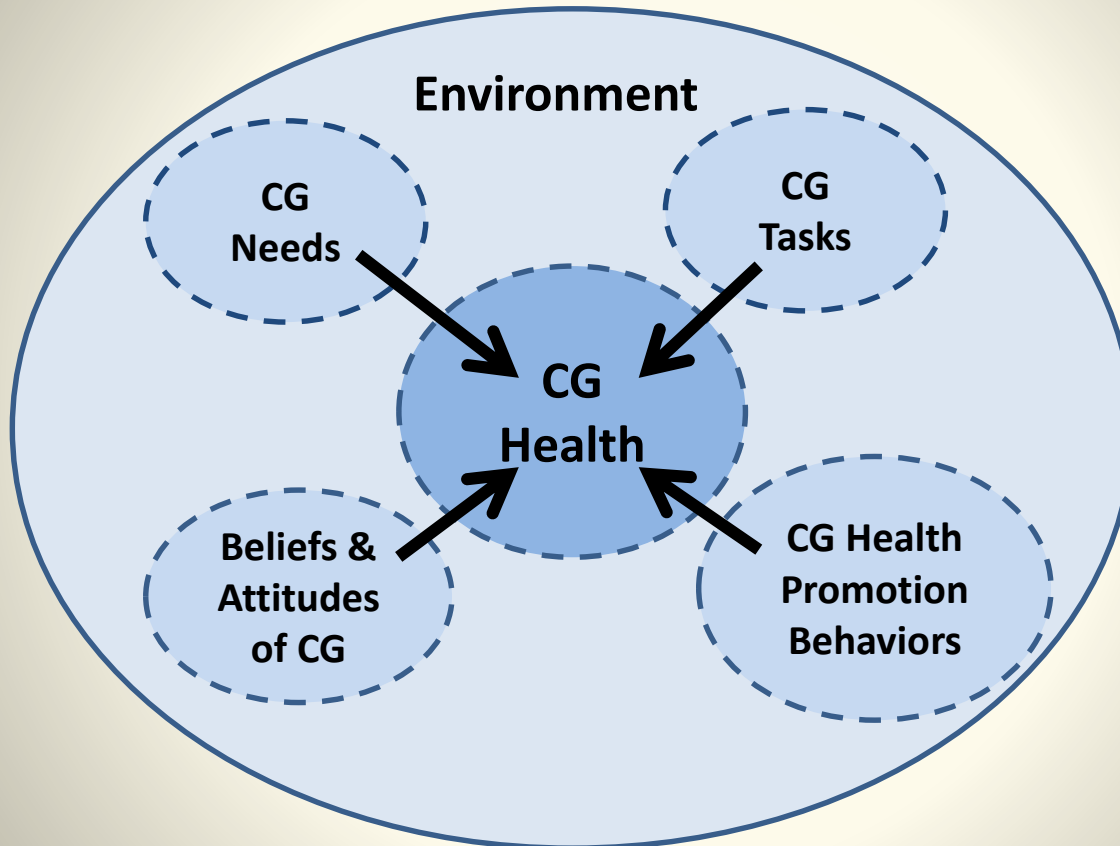 Environment
CG
Needs
CG
Tasks
CG
Health
Beliefs &
Attitudes
of CG
CG Health
Promotion
Behaviors